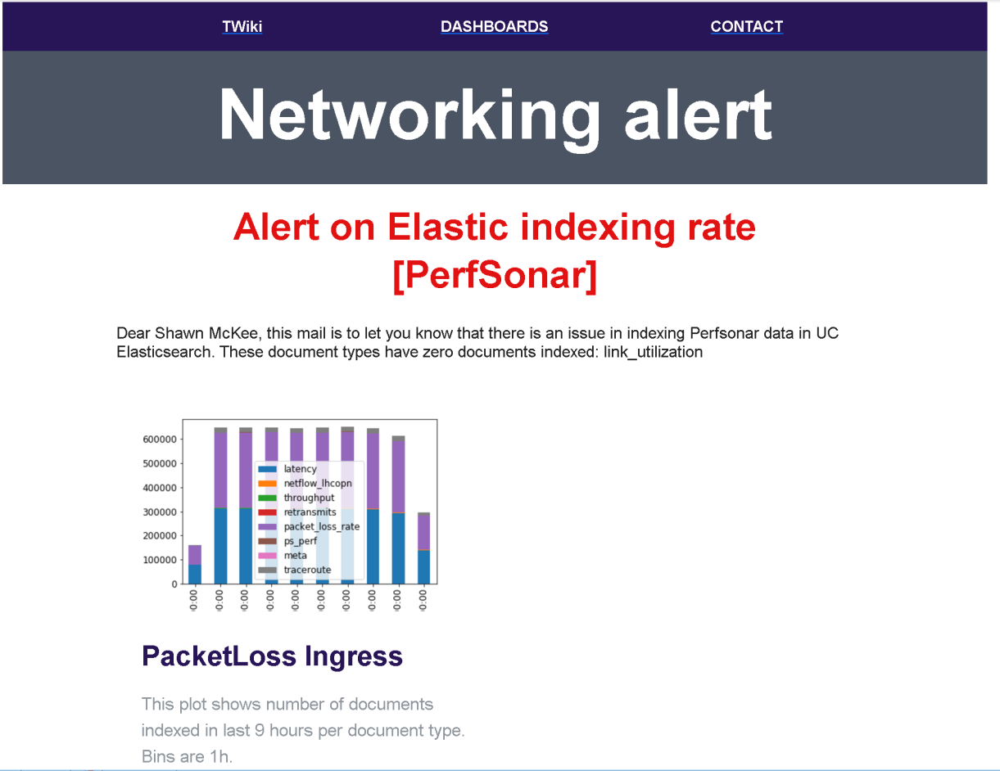 TWiki DASHBOARDS CONTACT
Networking alert
Alert on Elastic indexing rate
[PerfSonar]
Dear Shawn McKee, this mail is to let you know that there is an issue in indexing Perfsonar data in UC
Elasticsearch. These document types have zero documents indexed: link_utilization
600000
500000
400000
300000
200000
100000
0
latency
netflow_lhcopn
throughput
retransmits
packet_loss_rate
ps_perf
meta
traceroute
0:00 0:00 0:00 0:00 0:00 0:00 0:00 0:00 0:00 0:00
PacketLoss Ingress
This plot shows number of documents
indexed in last 9 hours per document type.
Bins are 1h.